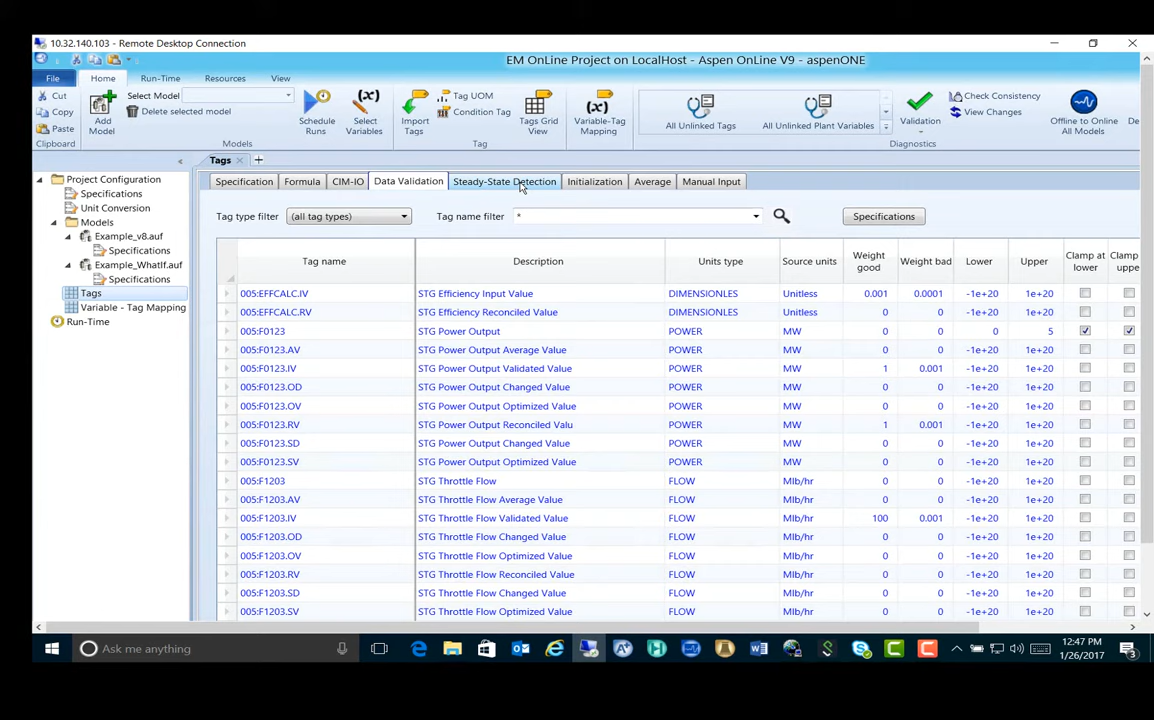 10.32.140.103 - Remote Desktop Connection
EM OnLine Project on LocalHost - Aspen OnLine V9 - aspenONE
File Home Run-Time Resources View
Cut
Copy
Paste
Clipboard
Add Model
Select Model
Delete selected model
Schedule Runs
Select Variables
Models
Import Tags
Tag UOM
Condition Tag
Tags Grid View
Tag
Variable-Tag Mapping
All Unlinked Tags
All Unlinked Plant Variables
Validation
Check Consistency
View Changes
Diagnostics
Offline to Online All Models
De
Project Configuration
Specifications
Unit Conversion
Models
Example_v8.auf
Specifications
Example_WhatIf.auf
Specifications
Tags
Variable - Tag Mapping
Run-Time
Tags
Specification Formula CIM-IO Data Validation Steady-State Detection Initialization Average Manual Input
Tag type filter (all tag types) Tag name filter * Specifications
Tag name Description Units type Source units Weight good Weight bad Lower Upper Clamp at lower Clamp uppe
005:EFFCALC.IV STG Efficiency Input Value DIMENSIONLES Unitless 0.001 0.0001 -1e+20 1e+20
005:EFFCALC.RV STG Efficiency Reconciled Value DIMENSIONLES Unitless 0 0 -1e+20 1e+20
005:F0123 STG Power Output POWER MW 0 0 0 5
005:F0123.AV STG Power Output Average Value POWER MW 0 0 -1e+20 1e+20
005:F0123.IV STG Power Output Validated Value POWER MW 1 0.001 -1e+20 1e+20
005:F0123.OD STG Power Output Changed Value POWER MW 0 0 -1e+20 1e+20
005:F0123.OV STG Power Output Optimized Value POWER MW 0 0 -1e+20 1e+20
005:F0123.RV STG Power Output Reconciled Valu POWER MW 1 0.001 -1e+20 1e+20
005:F0123.SD STG Power Output Changed Value POWER MW 0 0 -1e+20 1e+20
005:F0123.SV STG Power Output Optimized Value POWER MW 0 0 -1e+20 1e+20
005:F1203 STG Throttle Flow FLOW Mlb/hr 0 0 -1e+20 1e+20
005:F1203.AV STG Throttle Flow Average Value FLOW Mlb/hr 0 0 -1e+20 1e+20
005:F1203.IV STG Throttle Flow Validated Value FLOW Mlb/hr 100 0.001 -1e+20 1e+20
005:F1203.OD STG Throttle Flow Changed Value FLOW Mlb/hr 0 0 -1e+20 1e+20
005:F1203.OV STG Throttle Flow Optimized Value FLOW Mlb/hr 0 0 -1e+20 1e+20
005:F1203.RV STG Throttle Flow Reconciled Value FLOW Mlb/hr 0 0 -1e+20 1e+20
005:F1203.SD STG Throttle Flow Changed Value FLOW Mlb/hr 0 0 -1e+20 1e+20
005:F1203.SV STG Throttle Flow Optimized Value FLOW Mlb/hr 0 0 -1e+20 1e+20
Ask me anything
12:47 PM
1/26/2017
3